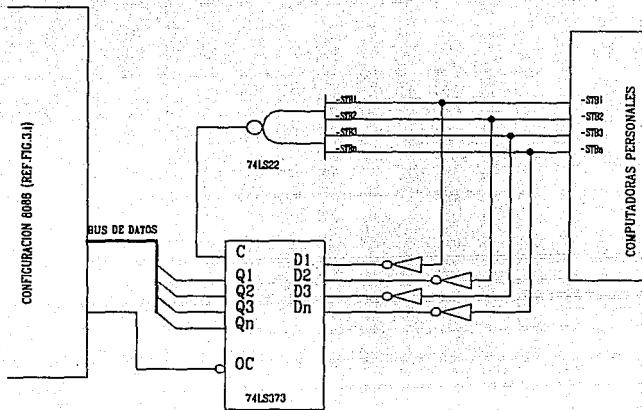 CONFIGURACION 8088 (REF.FIG.3.1)
BUS DE DATOS
74LS22
-STB1
-STB2
-STB3
-STBn
-STB1
-STB2
-STB3
-STBn
COMPUTADORAS PERSONALES
C
Q1
Q2
Q3
Qn
OC
D1
D2
D3
Dn
74LS373